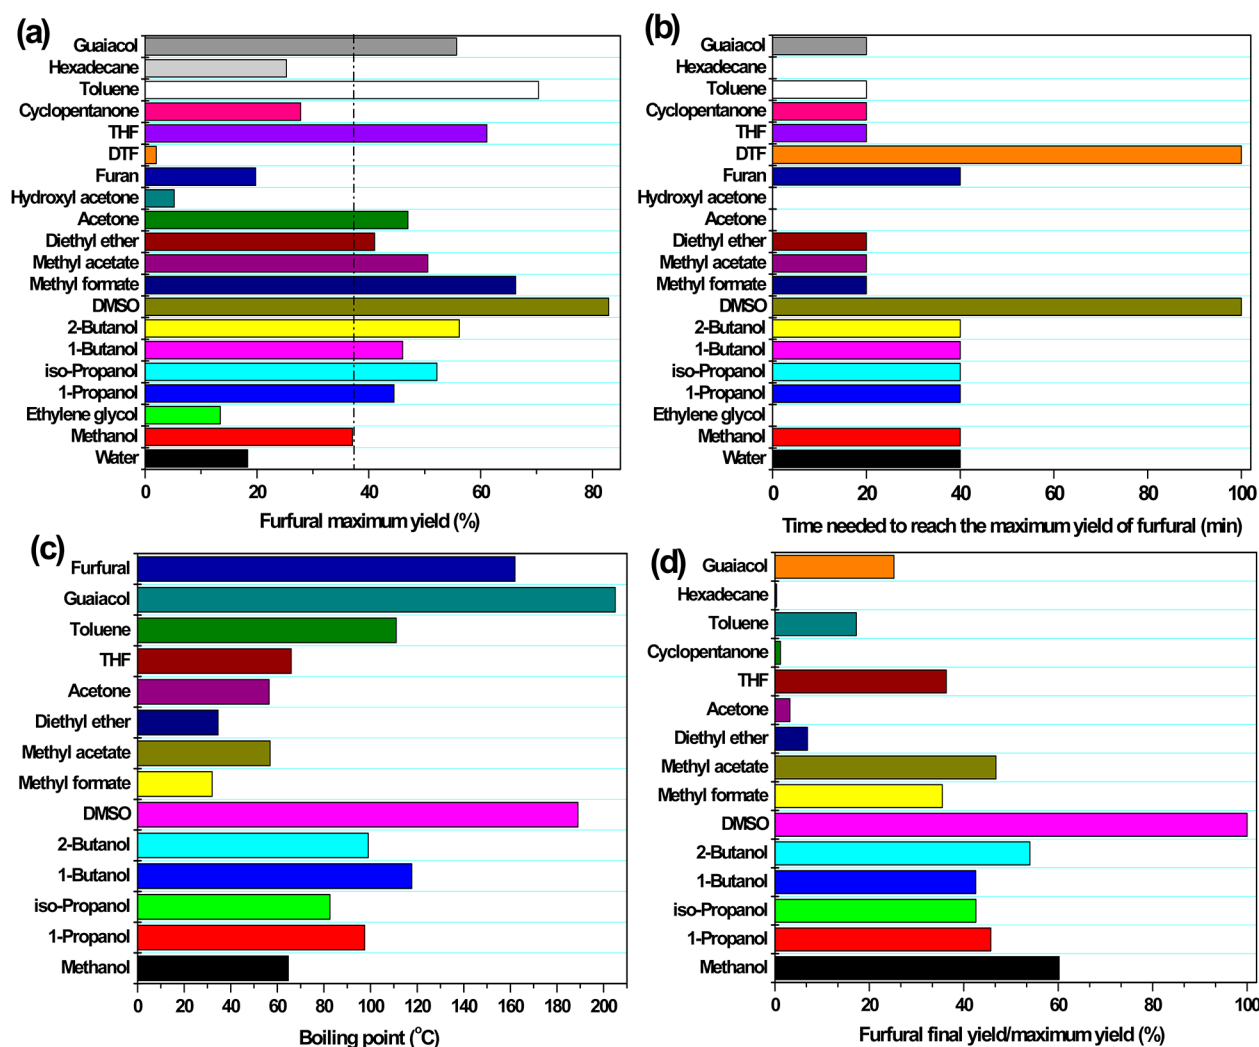 (a)
Guaiacol
Hexadecane
Toluene
Cyclopentanone
THF
DTF
Furan
Hydroxyl acetone
Acetone
Diethyl ether
Methyl acetate
Methyl formate
DMSO
2-Butanol
1-Butanol
iso-Propanol
1-Propanol
Ethylene glycol
Methanol
Water
0 20 40 60 80
Furfural maximum yield (%)
(b)
Guaiacol
Hexadecane
Toluene
Cyclopentanone
THF
DTF
Furan
Hydroxyl acetone
Acetone
Diethyl ether
Methyl acetate
Methyl formate
DMSO
2-Butanol
1-Butanol
iso-Propanol
1-Propanol
Ethylene glycol
Methanol
Water
0 20 40 60 80 100
Time needed to reach the maximum yield of furfural (min)
(c)
Furfural
Guaiacol
Toluene
THF
Acetone
Diethyl ether
Methyl acetate
Methyl formate
DMSO
2-Butanol
1-Butanol
iso-Propanol
1-Propanol
Methanol
0 20 40 60 80 100 120 140 160 180 200
Boiling point (°C)
(d)
Guaiacol
Hexadecane
Toluene
Cyclopentanone
THF
Acetone
Diethyl ether
Methyl acetate
Methyl formate
DMSO
2-Butanol
1-Butanol
iso-Propanol
1-Propanol
Methanol
0 20 40 60 80 100
Furfural final yield/maximum yield (%)